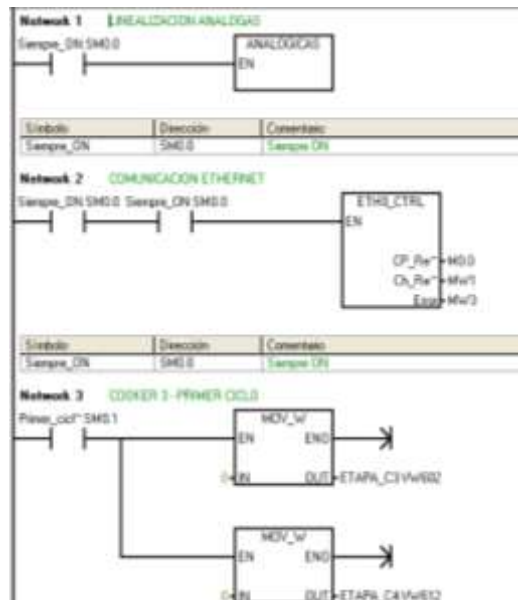 Network 1 LINEALIZACION ANALOGAS
Siempre_ON:SM0.0
ANALOGICAS
EN
Símbolo Dirección Comentario
Siempre_ON SM0.0 Siempre ON
Network 2 COMUNICACION ETHERNET
Siempre_ON:SM0.0 Siempre_ON:SM0.0
ETH0_CTRL
EN
CP_Re~ M0.0
Ch_Re~ MW1
Error MW3
Símbolo Dirección Comentario
Siempre_ON SM0.0 Siempre ON
Network 3 COOKER 3 - PRIMER CICLO
Primer_cicl~:SM0.1
MOV_W
EN ENO
0 IN OUT ETAPA_C3:VW602
MOV_W
EN ENO
0 IN OUT ETAPA_C4:VW612